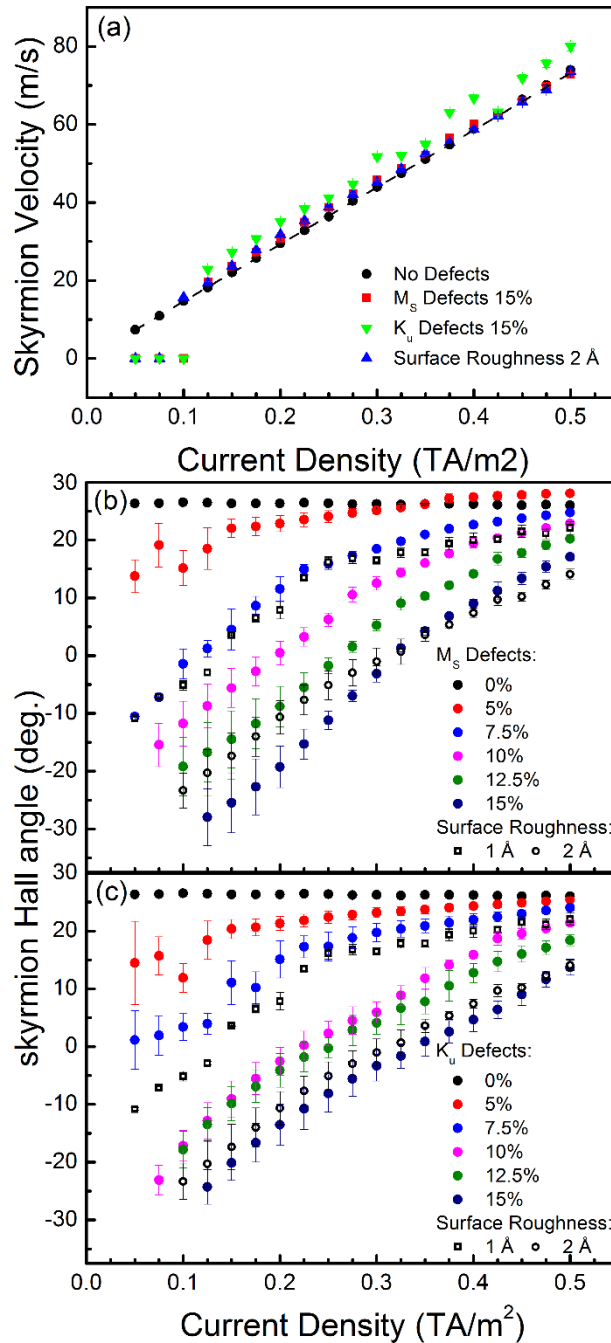 (a)
Skyrmion Velocity (m/s)
80
60
40
20
0
No Defects
M_S Defects 15%
K_u Defects 15%
Surface Roughness 2 Å
0.0 0.1 0.2 0.3 0.4 0.5
Current Density (TA/m2)
skyrmion Hall angle (deg.)
(b)
30
20
10
0
-10
-20
-30
M_S Defects:
0%
5%
7.5%
10%
12.5%
15%
Surface Roughness:
1 Å 2 Å
(c)
30
20
10
0
-10
-20
-30
K_u Defects:
0%
5%
7.5%
10%
12.5%
15%
Surface Roughness:
1 Å 2 Å
0.0 0.1 0.2 0.3 0.4 0.5
Current Density (TA/m²)